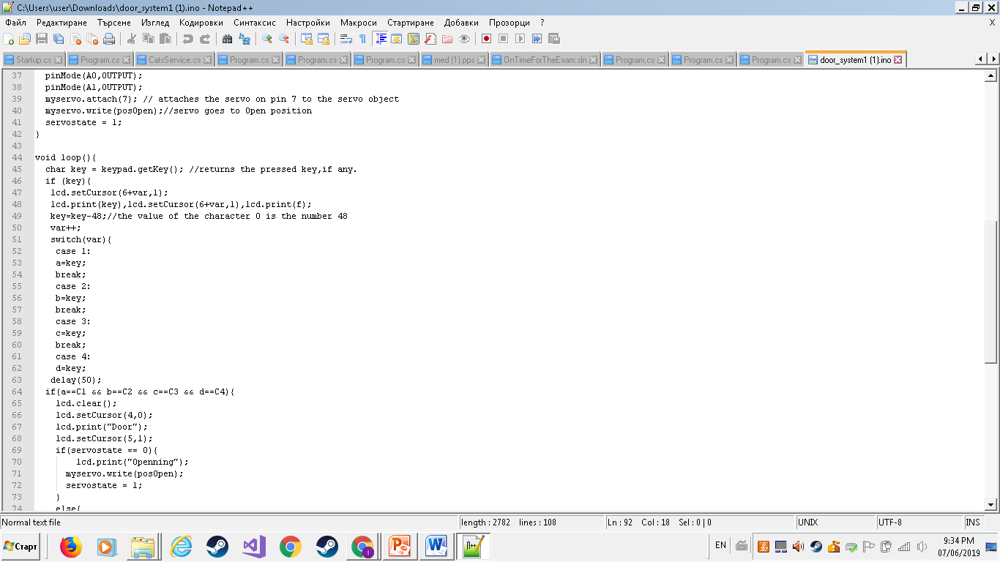 C:\Users\user\Downloads\door_system1 (1).ino - Notepad++
Файл Редактиране Търсене Изглед Кодировки Синтаксис Настройки Макроси Стартиране Добавки Прозорци ? X
Startup.cs Program.cs CatsService.cs Program.cs Program.cs Program.cs med (1).pps OnTimeForTheExam.sln Program.cs Program.cs Program.cs door_system1 (1).ino
37 pinMode(A0,OUTPUT);
38 pinMode(A1,OUTPUT);
39 myservo.attach(7); // attaches the servo on pin 7 to the servo object
40 myservo.write(posOpen);//servo goes to Open position
41 servostate = 1;
42 }
43
44 void loop(){
45 char key = keypad.getKey(); //returns the pressed key,if any.
46 if (key){
47 lcd.setCursor(6+var,1);
48 lcd.print(key),lcd.setCursor(6+var,1),lcd.print(f);
49 key=key-48;//the value of the character 0 is the number 48
50 var++;
51 switch(var){
52 case 1:
53 a=key;
54 break;
55 case 2:
56 b=key;
57 break;
58 case 3:
59 c=key;
60 break;
61 case 4:
62 d=key;
63 delay(50);
64 if(a==C1 && b==C2 && c==C3 && d==C4){
65 lcd.clear();
66 lcd.setCursor(4,0);
67 lcd.print("Door");
68 lcd.setCursor(5,1);
69 if(servostate == 0){
70 lcd.print("Openning");
71 myservo.write(posOpen);
72 servostate = 1;
73 }
74 else{
Normal text file length : 2782 lines : 108 Ln : 92 Col : 18 Sel : 0 | 0 UNIX UTF-8 INS
Старт EN 9:34 PM
07/06/2019